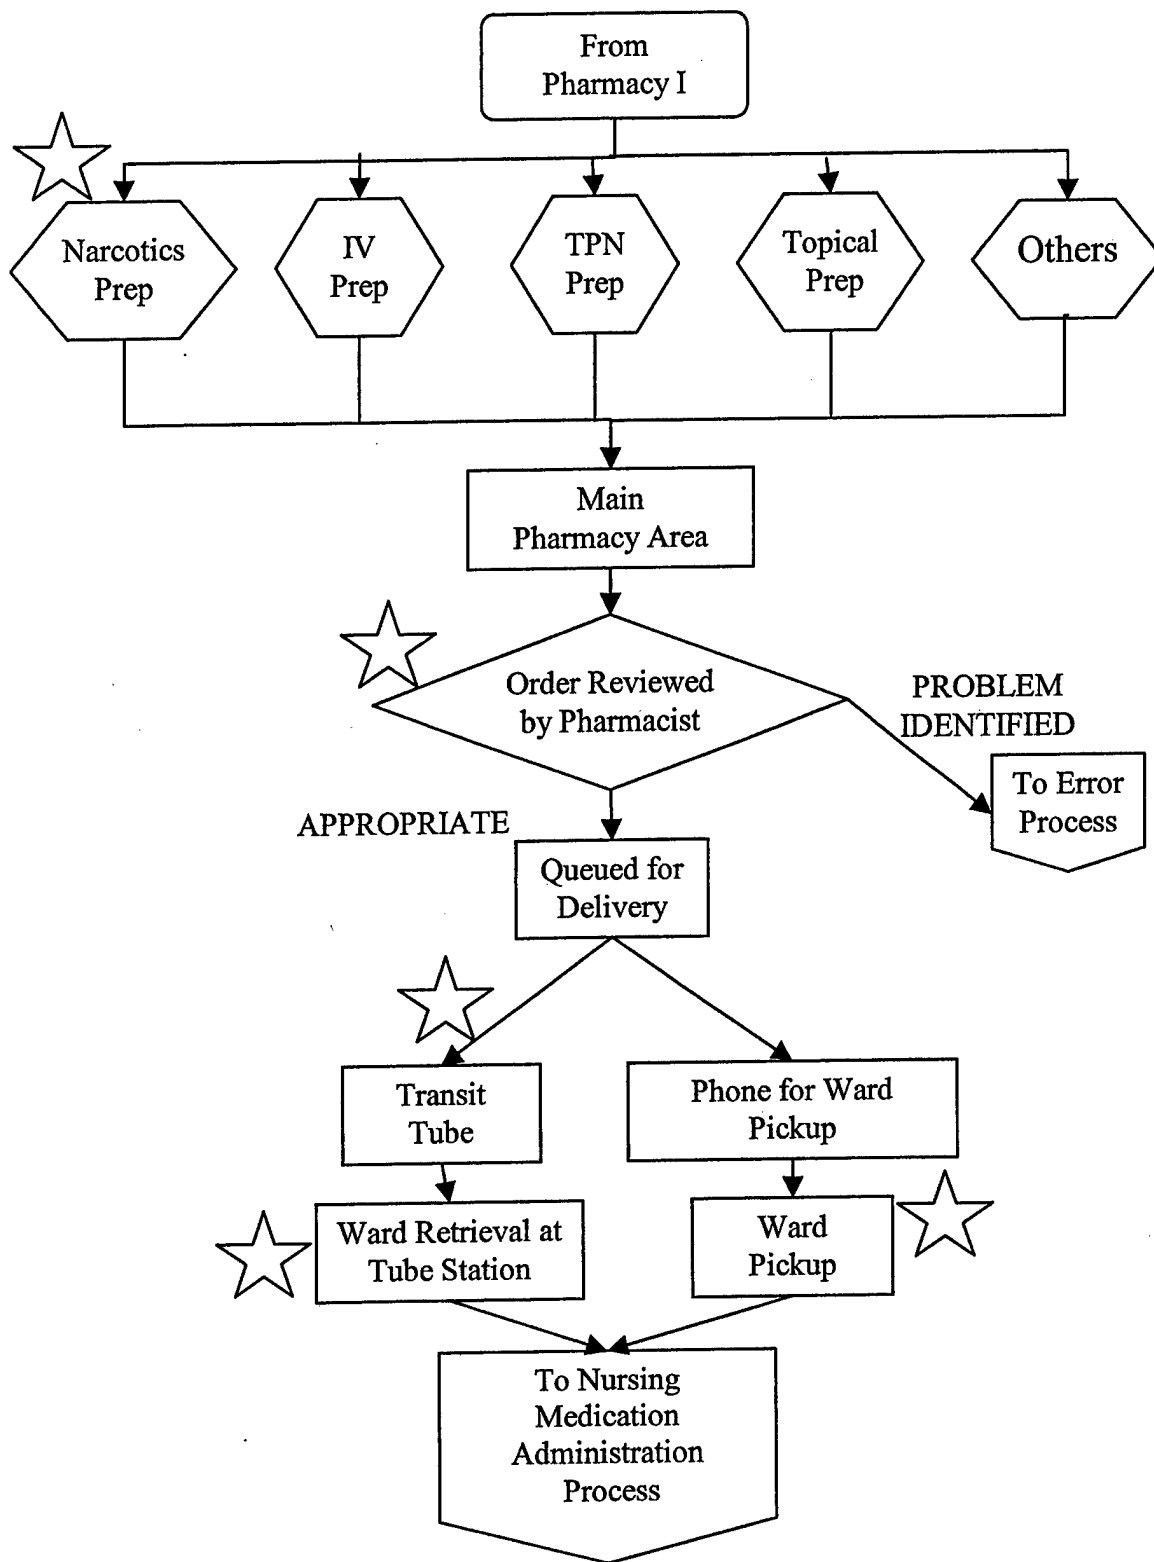 From
Pharmacy I
Narcotics
Prep
IV
Prep
TPN
Prep
Topical
Prep
Others
Main
Pharmacy Area
Order Reviewed
by Pharmacist
PROBLEM
IDENTIFIED
To Error
Process
APPROPRIATE
Queued for
Delivery
Transit
Tube
Phone for Ward
Pickup
Ward Retrieval at
Tube Station
Ward
Pickup
To Nursing
Medication
Administration
Process